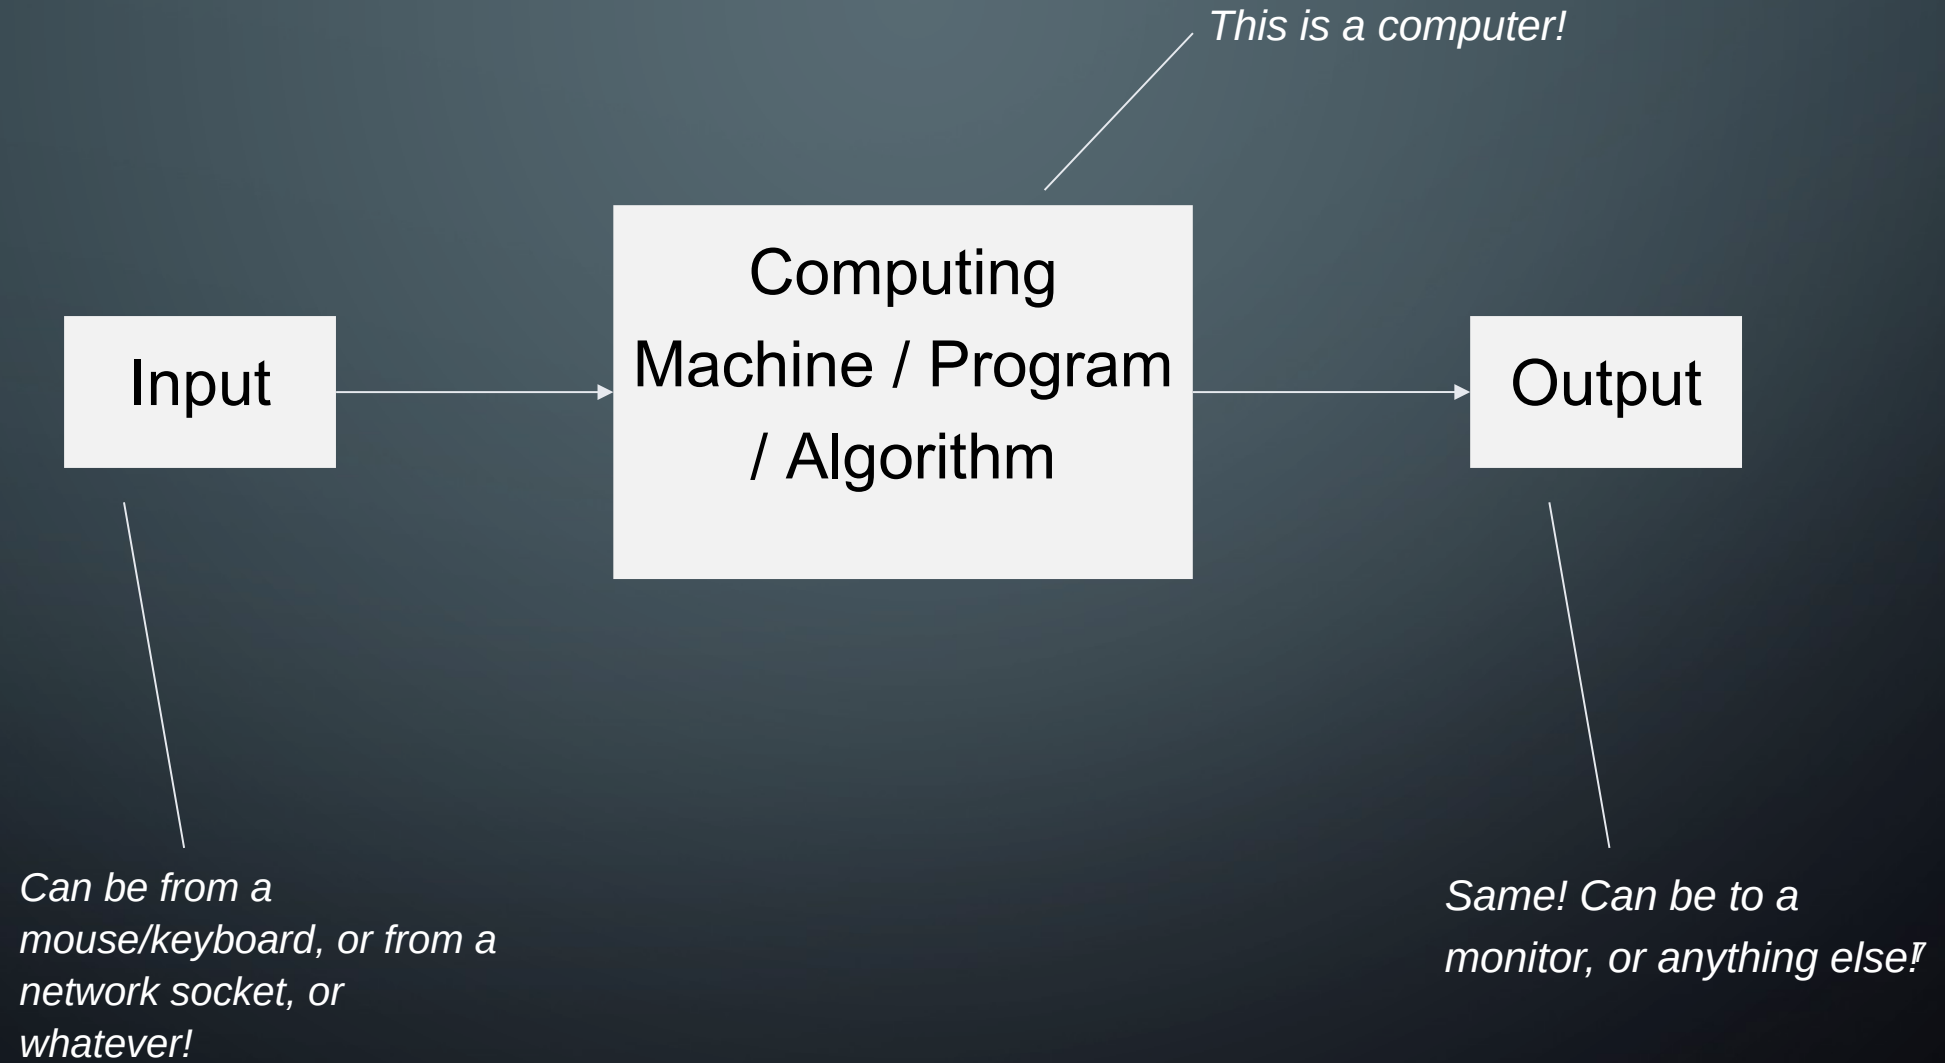 This is a computer!
Input
Computing
Machine / Program
/ Algorithm
Output
Can be from a
mouse/keyboard, or from a
network socket, or
whatever!
Same! Can be to a
monitor, or anything else!
7